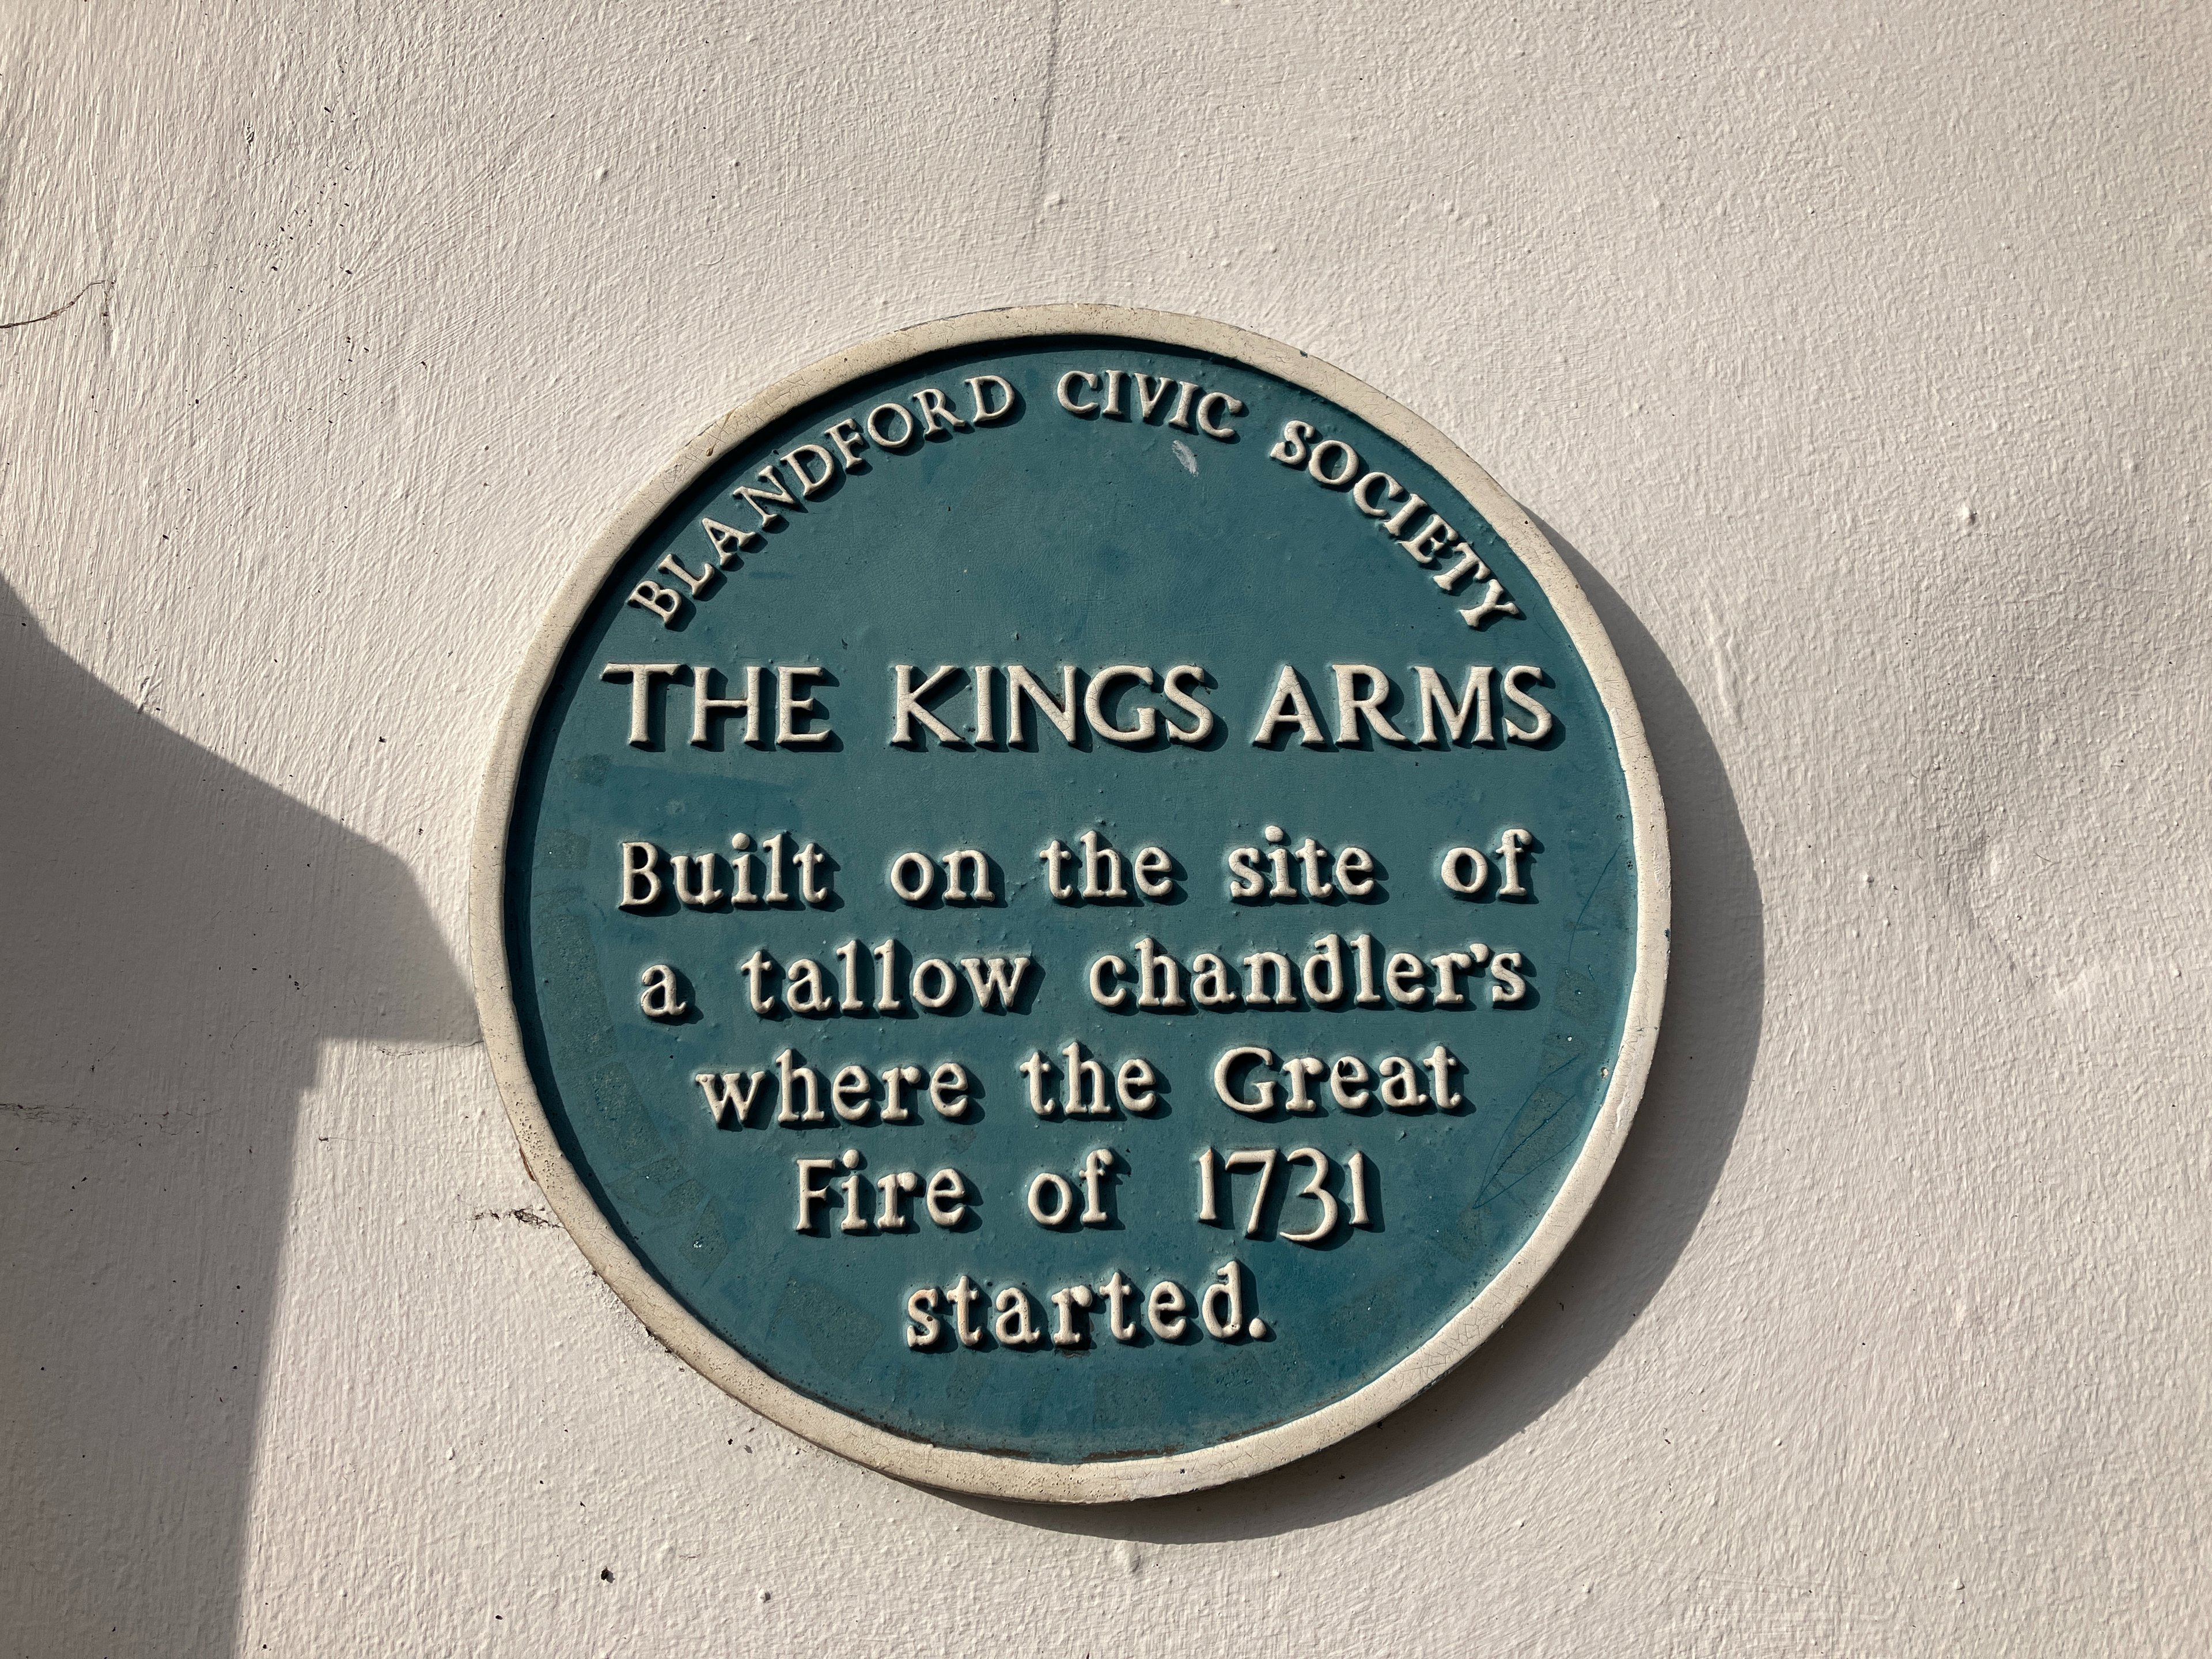 BLANDFORD CIVIC SOCIETY
THE KINGS ARMS
Built on the site of
a tallow chandler's
where the Great
Fire of 1731
started.